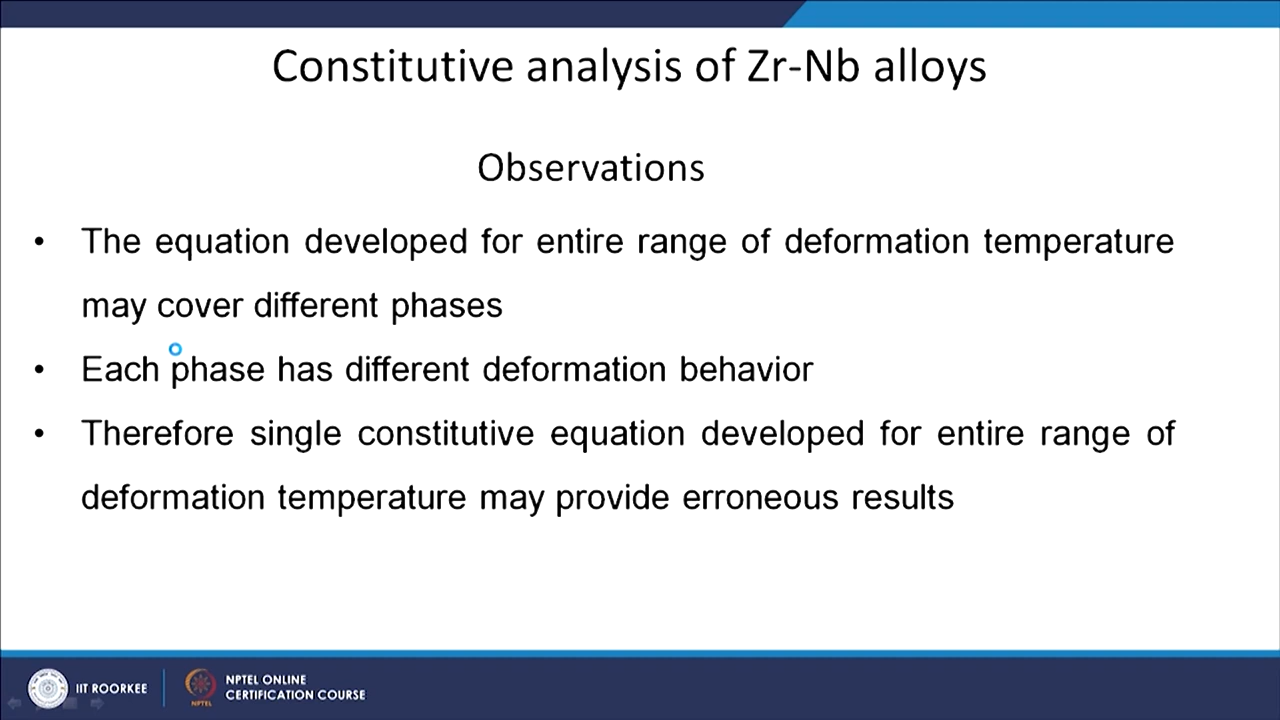 Constitutive analysis of Zr-Nb alloys
Observations
• The equation developed for entire range of deformation temperature
may cover different phases
• Each phase has different deformation behavior
• Therefore single constitutive equation developed for entire range of
deformation temperature may provide erroneous results
IIT ROORKEE
NPTEL
NPTEL ONLINE
CERTIFICATION COURSE